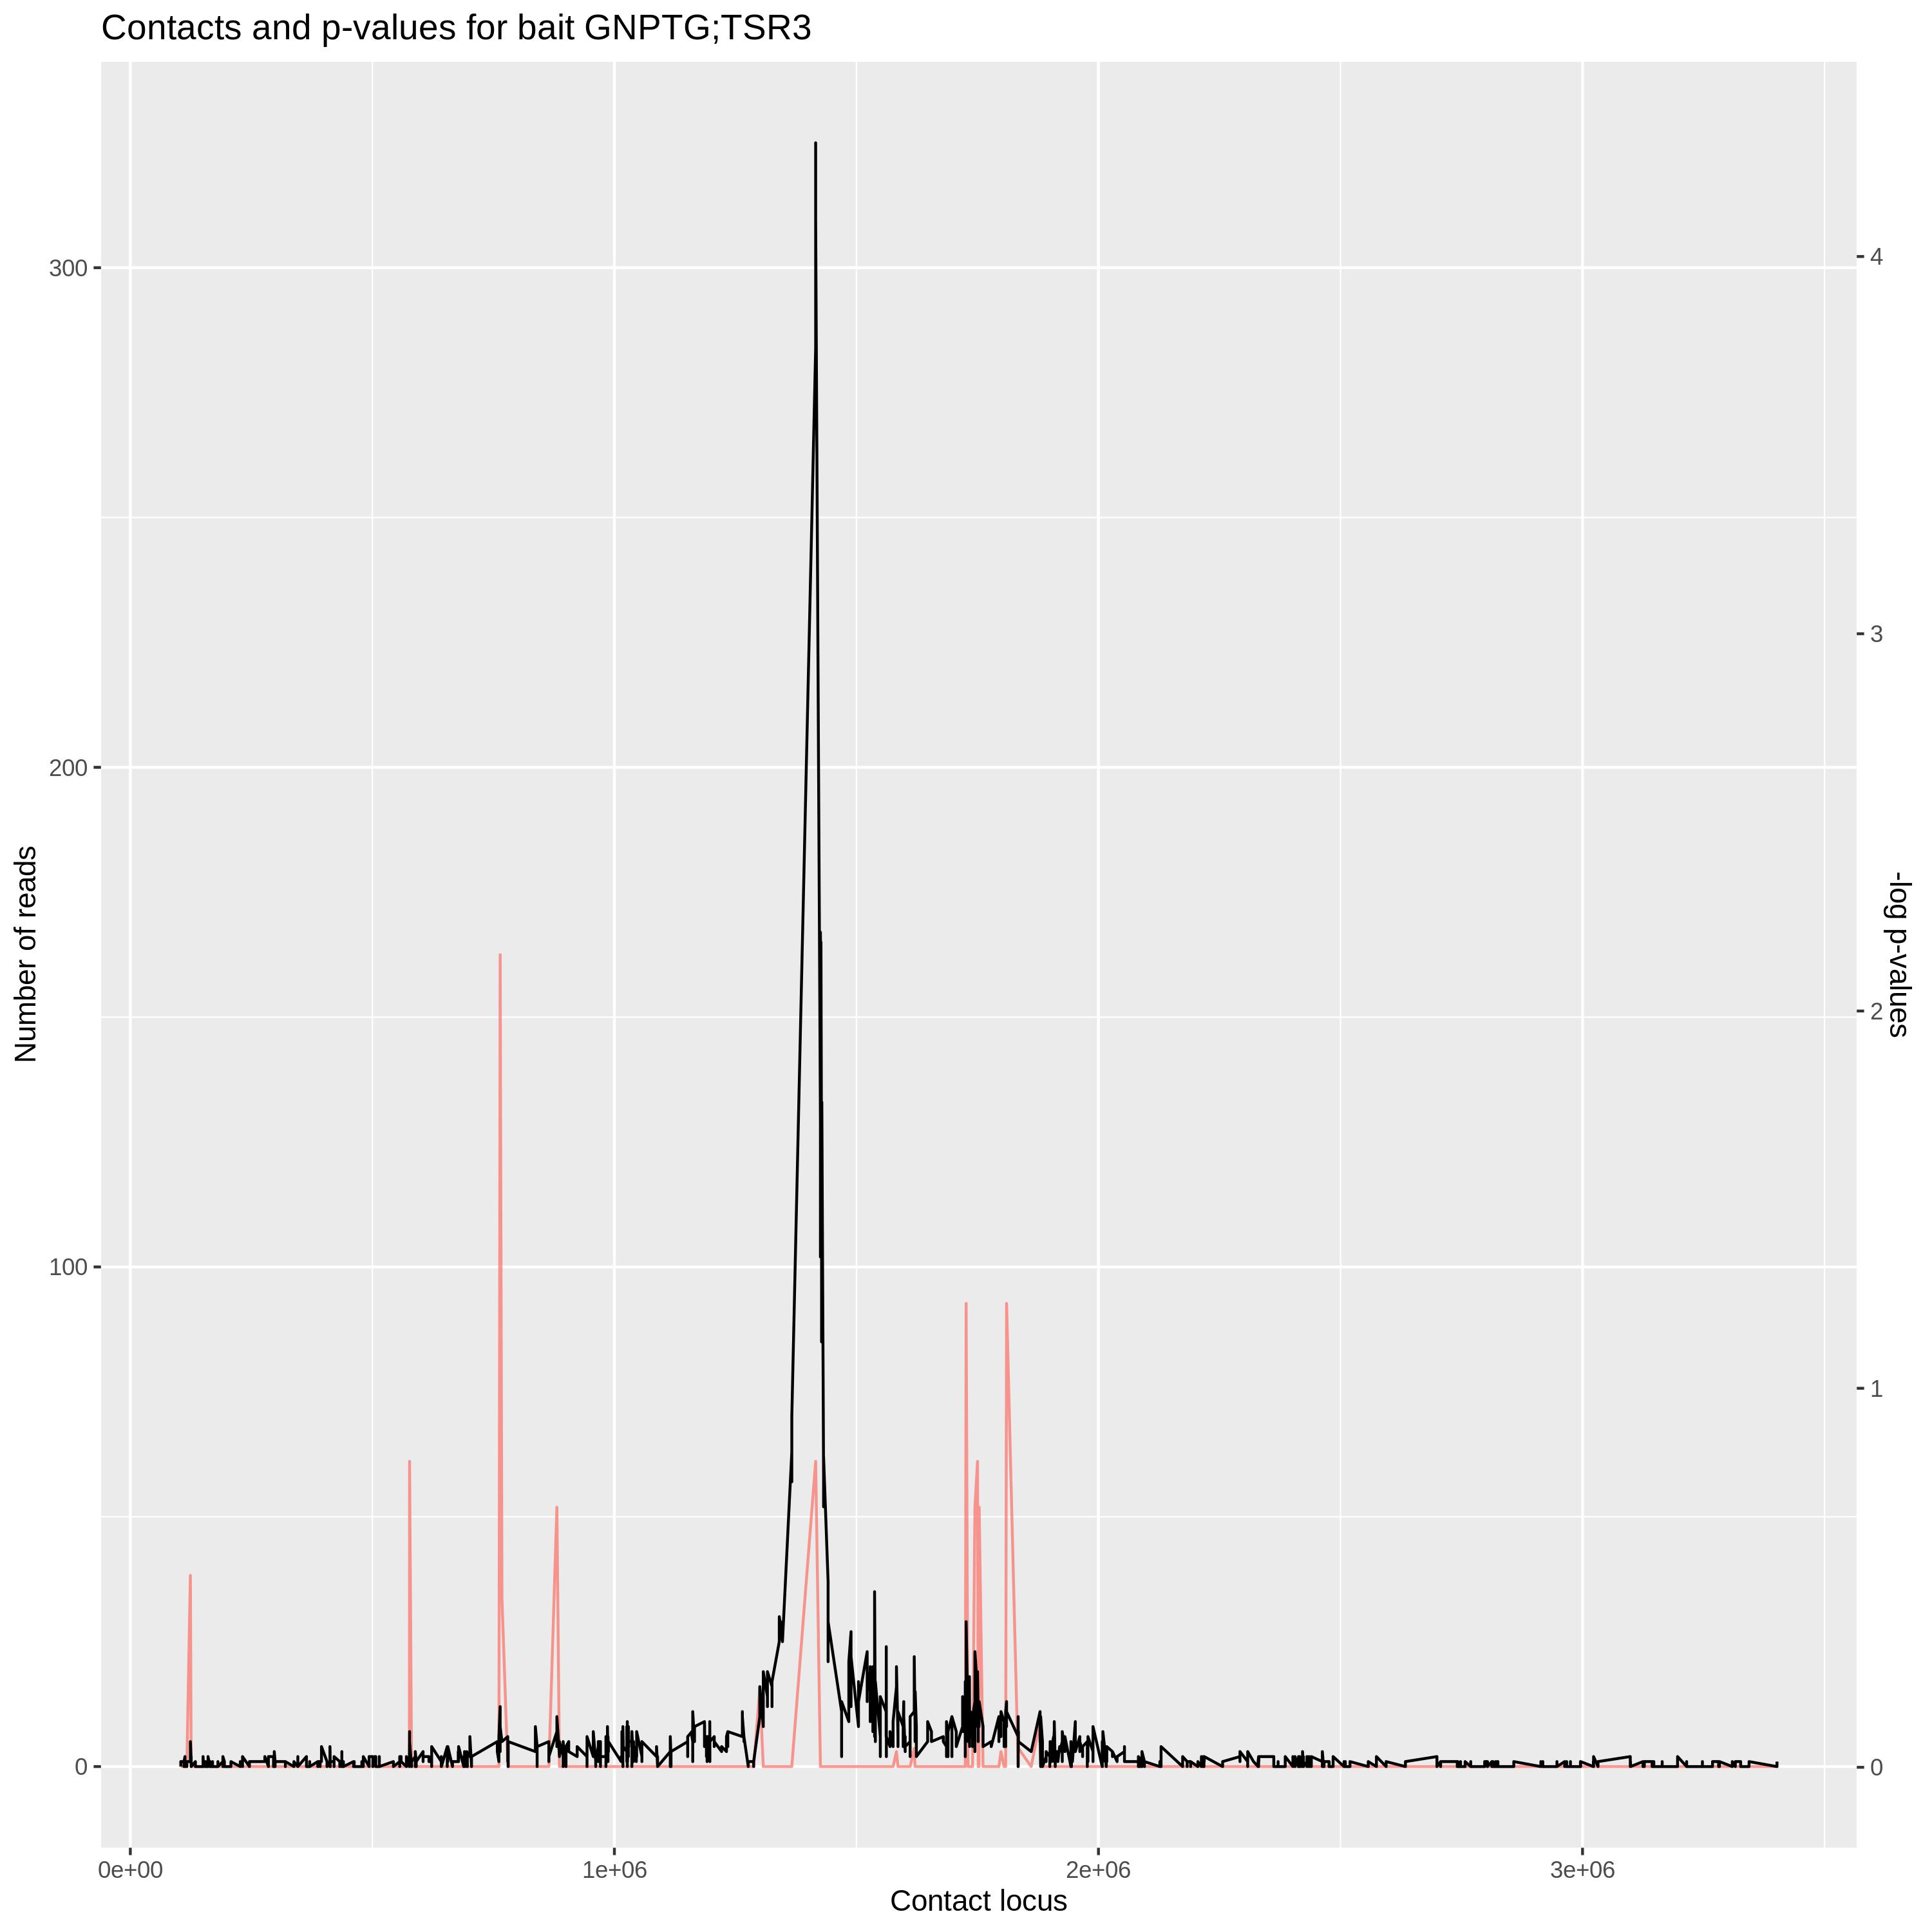 Contacts and p-values for bait GNPTG;TSR3
Number of reads
300
200
100
0
4
3
2
1
0
-log p-values
0e+00
1e+06
2e+06
3e+06
Contact locus